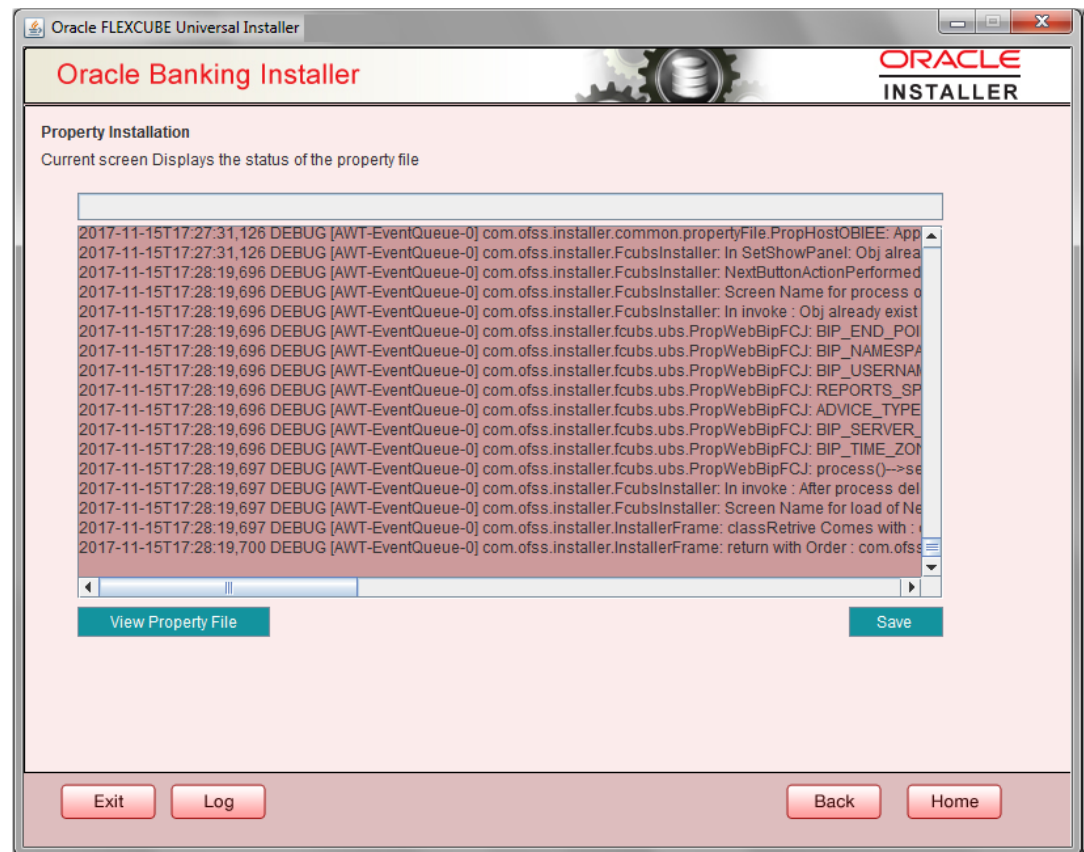 Oracle FLEXCUBE Universal Installer
Oracle Banking Installer
ORACLE
INSTALLER
Property Installation
Current screen Displays the status of the property file
2017-11-15T17:27:31,126 DEBUG [AWT-EventQueue-0] com.ofss.installer.common.propertyFile.PropHostOBIEE: App
2017-11-15T17:27:31,126 DEBUG [AWT-EventQueue-0] com.ofss.installer.FcubsInstaller: In SetShowPanel: Obj alrea
2017-11-15T17:28:19,696 DEBUG [AWT-EventQueue-0] com.ofss.installer.FcubsInstaller: NextButtonActionPerformed
2017-11-15T17:28:19,696 DEBUG [AWT-EventQueue-0] com.ofss.installer.FcubsInstaller: Screen Name for process o
2017-11-15T17:28:19,696 DEBUG [AWT-EventQueue-0] com.ofss.installer.FcubsInstaller: In invoke : Obj already exist
2017-11-15T17:28:19,696 DEBUG [AWT-EventQueue-0] com.ofss.installer.fcubs.ubs.PropWebBipFCJ: BIP_END_POI
2017-11-15T17:28:19,696 DEBUG [AWT-EventQueue-0] com.ofss.installer.fcubs.ubs.PropWebBipFCJ: BIP_NAMESPA
2017-11-15T17:28:19,696 DEBUG [AWT-EventQueue-0] com.ofss.installer.fcubs.ubs.PropWebBipFCJ: BIP_USERNAM
2017-11-15T17:28:19,696 DEBUG [AWT-EventQueue-0] com.ofss.installer.fcubs.ubs.PropWebBipFCJ: REPORTS_SP
2017-11-15T17:28:19,696 DEBUG [AWT-EventQueue-0] com.ofss.installer.fcubs.ubs.PropWebBipFCJ: ADVICE_TYPE
2017-11-15T17:28:19,696 DEBUG [AWT-EventQueue-0] com.ofss.installer.fcubs.ubs.PropWebBipFCJ: BIP_SERVER_
2017-11-15T17:28:19,696 DEBUG [AWT-EventQueue-0] com.ofss.installer.fcubs.ubs.PropWebBipFCJ: BIP_TIME_ZON
2017-11-15T17:28:19,697 DEBUG [AWT-EventQueue-0] com.ofss.installer.fcubs.ubs.PropWebBipFCJ: process()-->se
2017-11-15T17:28:19,697 DEBUG [AWT-EventQueue-0] com.ofss.installer.FcubsInstaller: In invoke : After process del
2017-11-15T17:28:19,697 DEBUG [AWT-EventQueue-0] com.ofss.installer.FcubsInstaller: Screen Name for load of Ne
2017-11-15T17:28:19,697 DEBUG [AWT-EventQueue-0] com.ofss.installer.InstallerFrame: classRetrive Comes with :
2017-11-15T17:28:19,700 DEBUG [AWT-EventQueue-0] com.ofss.installer.InstallerFrame: return with Order : com.ofss
View Property File
Save
Exit
Log
Back
Home